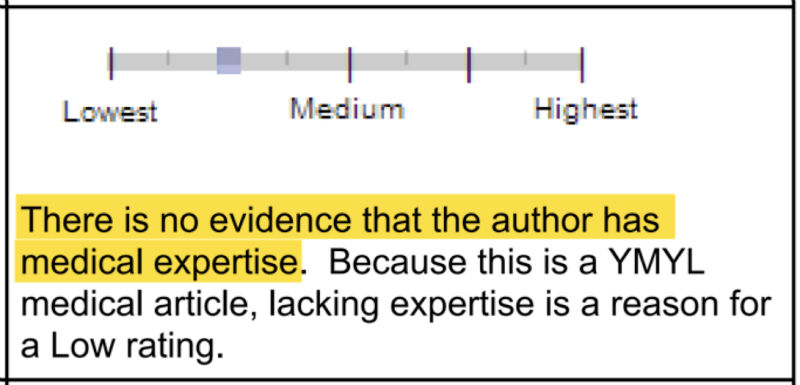 Lowest Medium Highest
There is no evidence that the author has
medical expertise.  Because this is a YMYL
medical article, lacking expertise is a reason for
a Low rating.